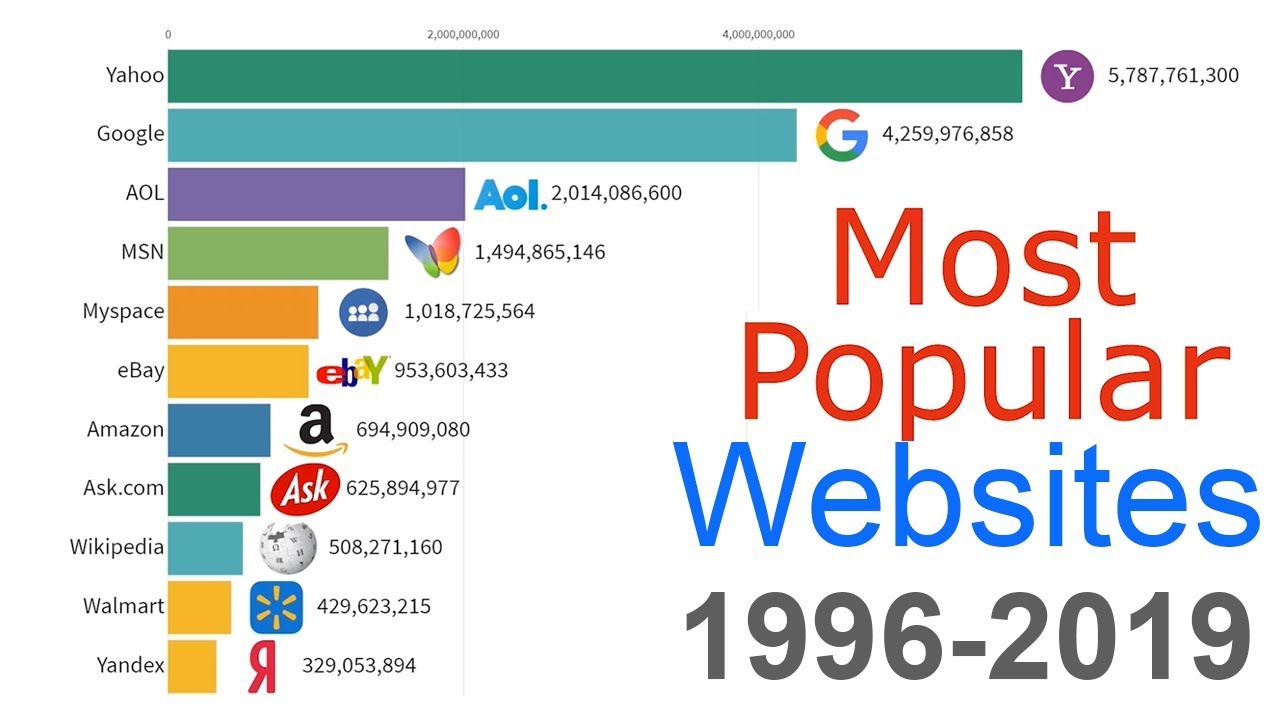 0 2,000,000,000 4,000,000,000
Yahoo Y 5,787,761,300
Google G 4,259,976,858
AOL Aol. 2,014,086,600
MSN 1,494,865,146
Myspace 1,018,725,564
eBay ebaY 953,603,433
Amazon a 694,909,080
Ask.com Ask 625,894,977
Wikipedia 508,271,160
Walmart 429,623,215
Yandex Я 329,053,894
Most
Popular
Websites
1996-2019